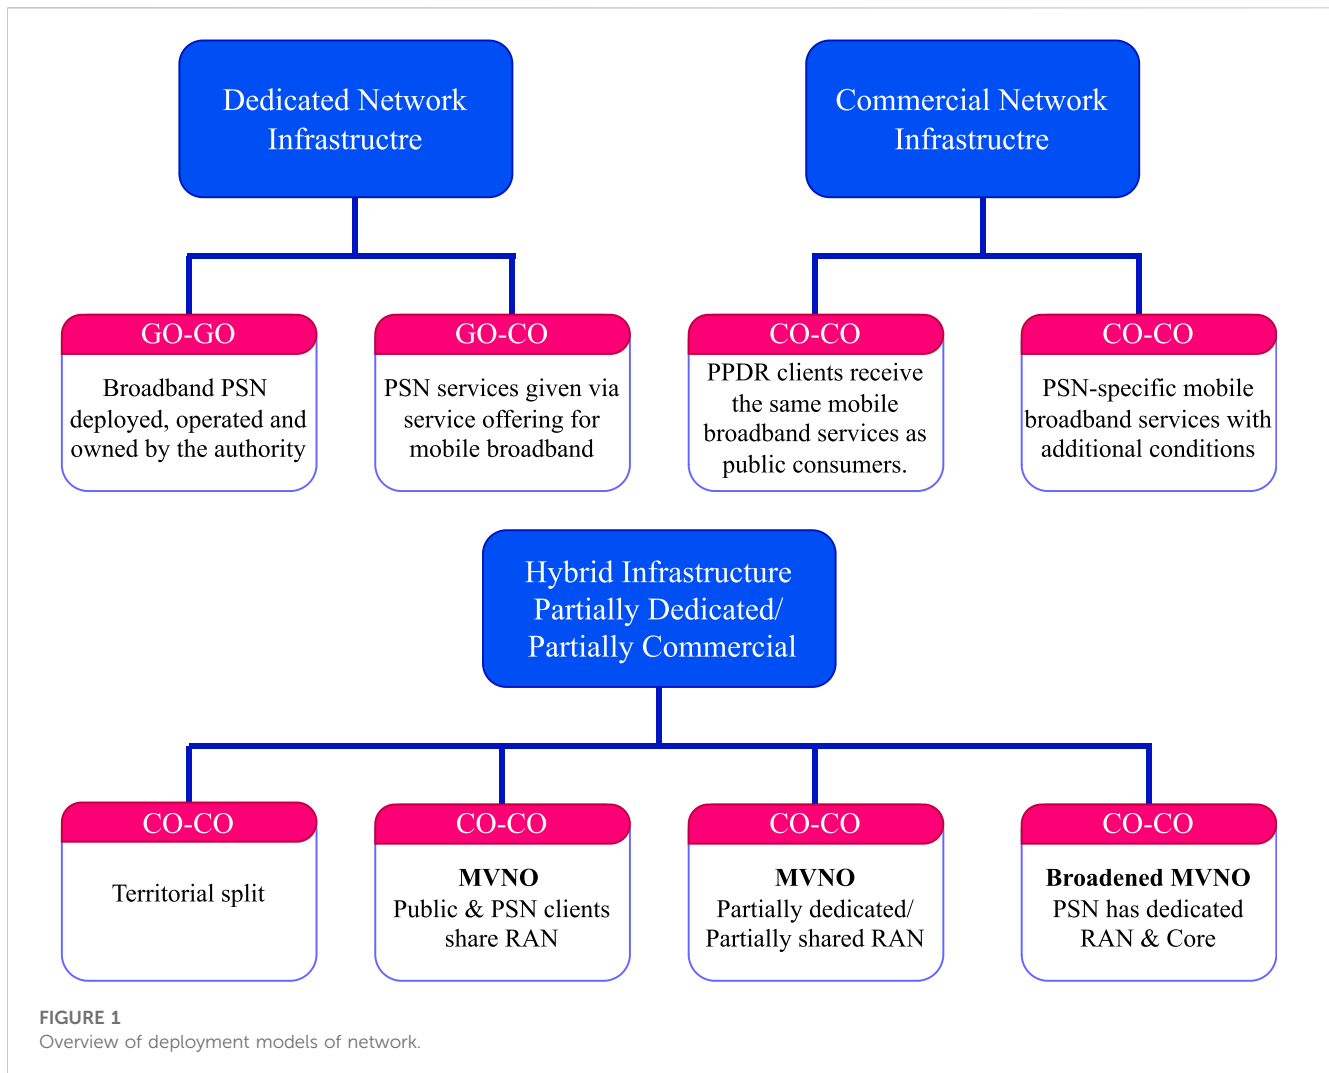 Dedicated Network
Infrastructre
Commercial Network
Infrastructre
GO-GO
Broadband PSN
deployed, operated and
owned by the authority
GO-CO
PSN services given via
service offering for
mobile broadband
CO-CO
PPDR clients receive
the same mobile
broadband services as
public consumers.
CO-CO
PSN-specific mobile
broadband services with
additional conditions
Hybrid Infrastructure
Partially Dedicated/
Partially Commercial
CO-CO
Territorial split
CO-CO
MVNO
Public & PSN clients
share RAN
CO-CO
MVNO
Partially dedicated/
Partially shared RAN
CO-CO
Broadened MVNO
PSN has dedicated
RAN & Core
FIGURE 1
Overview of deployment models of network.